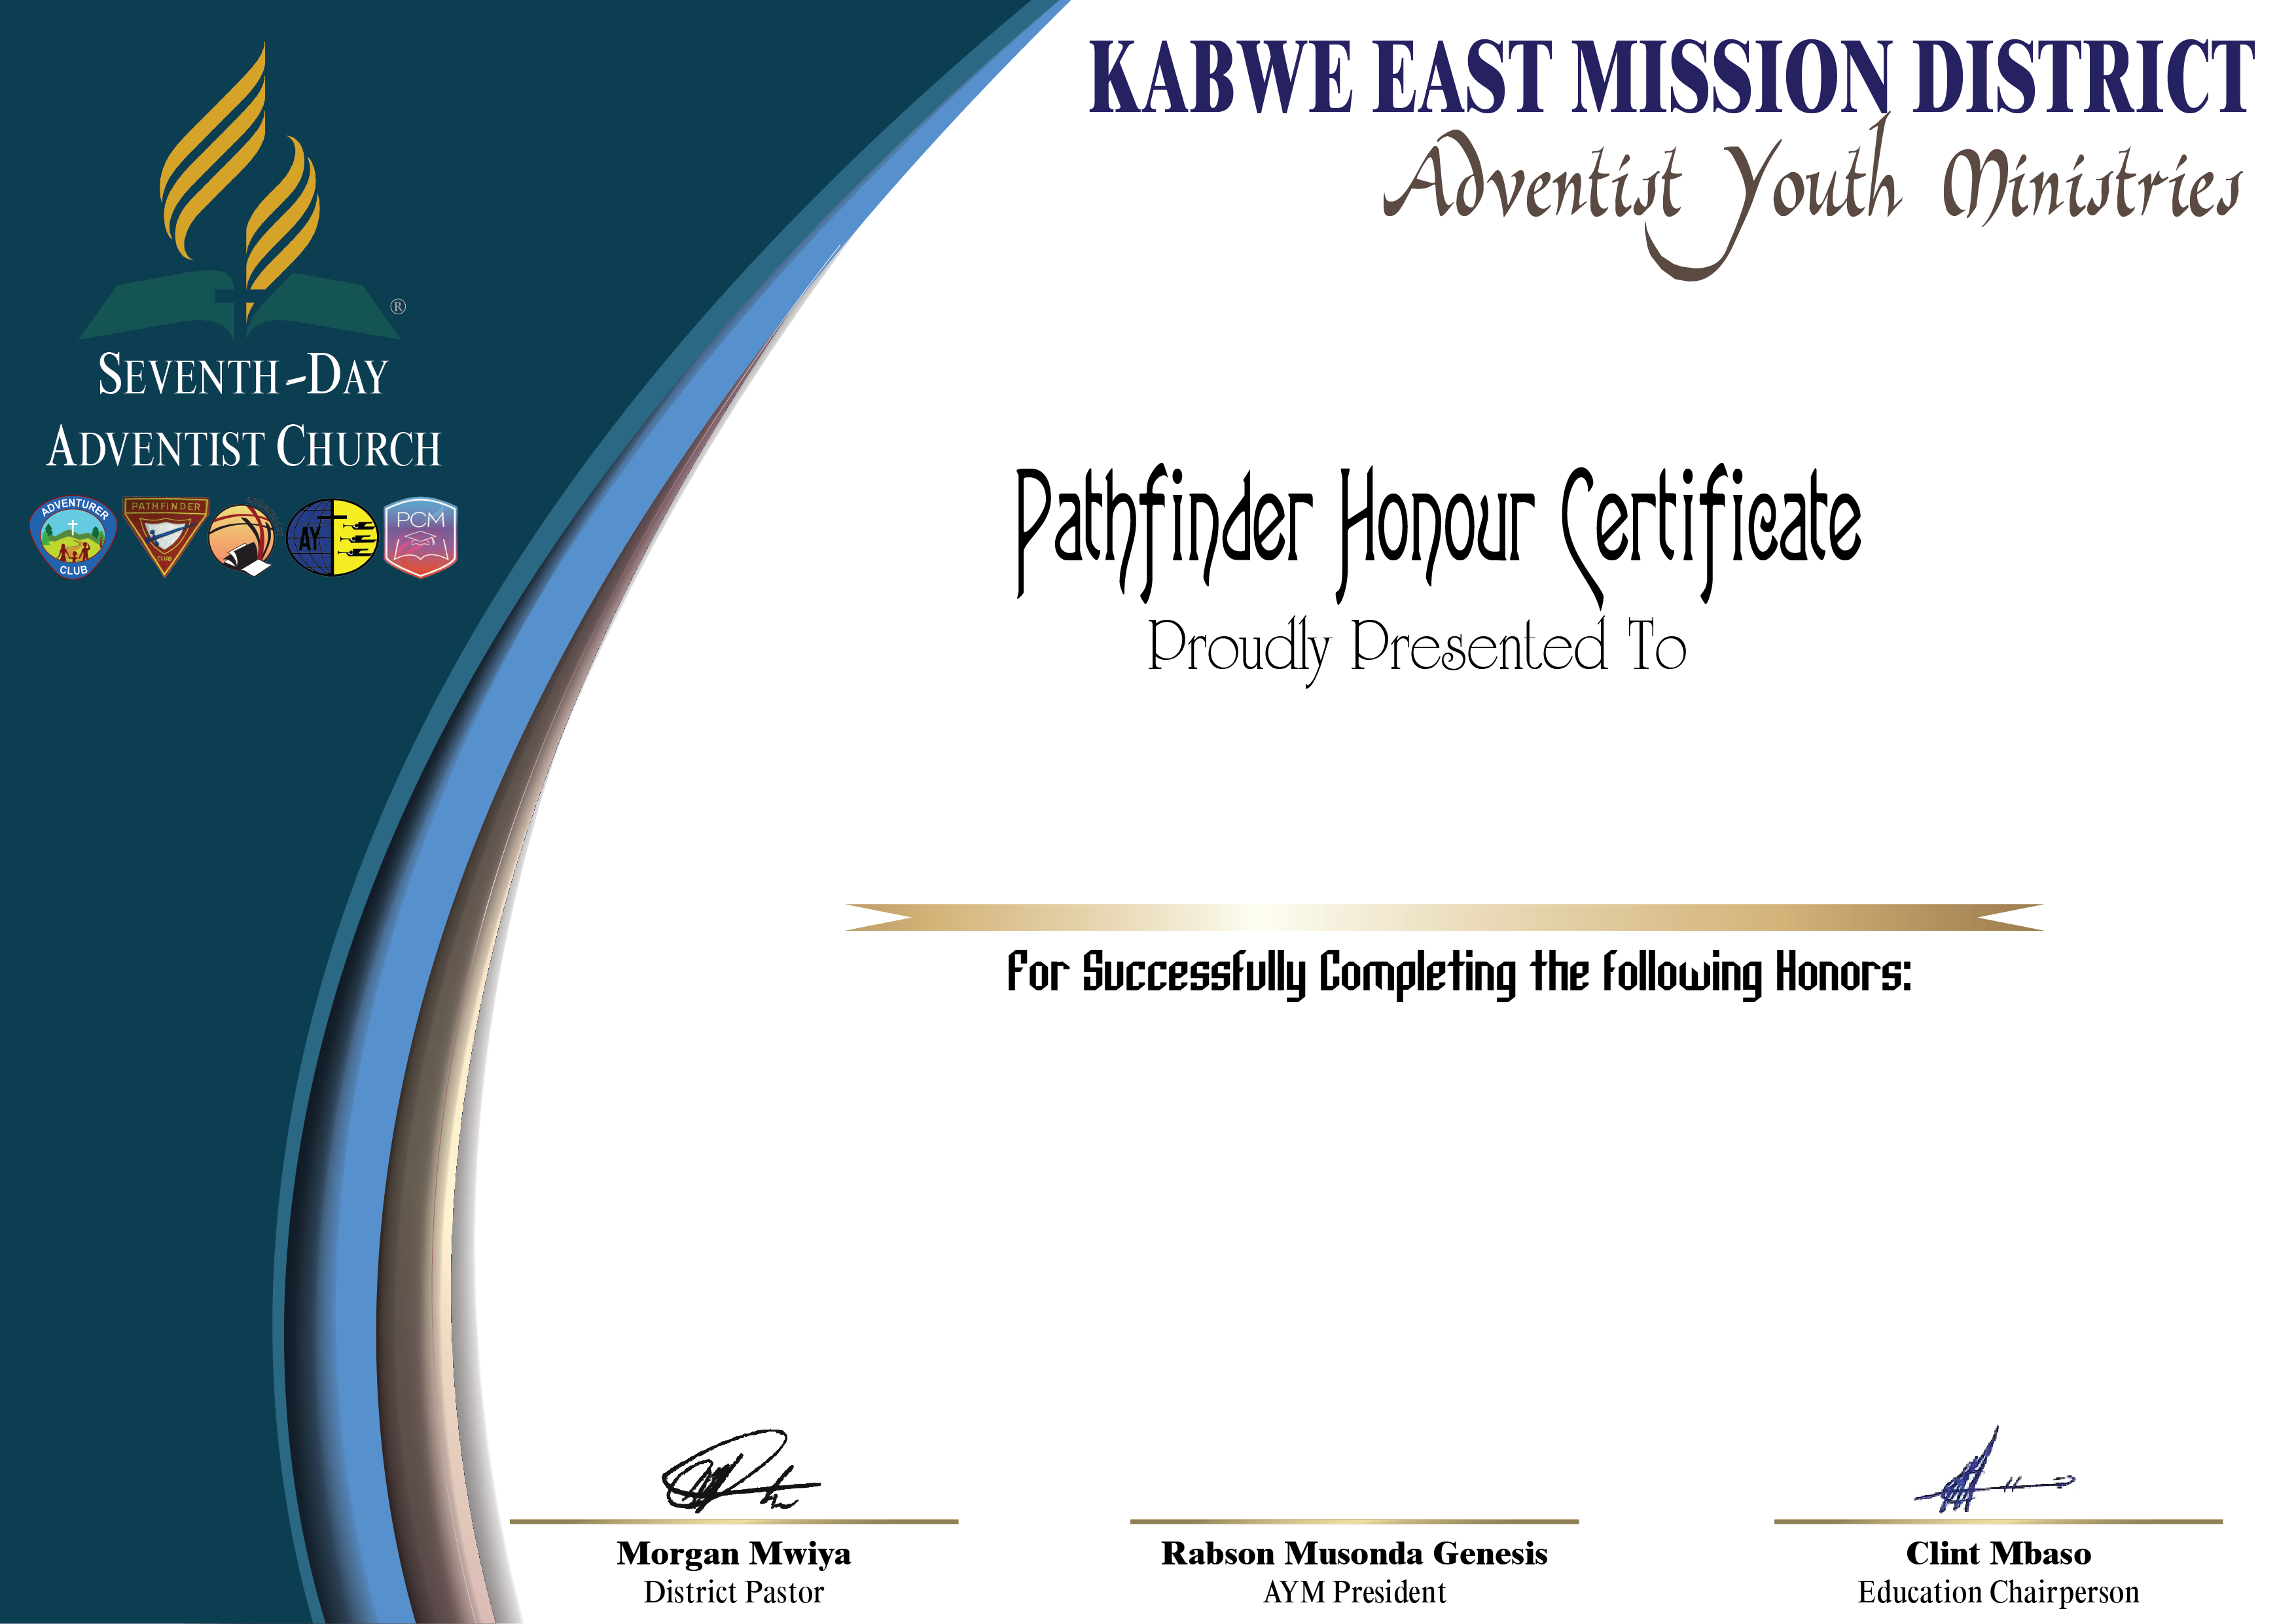 KABWE EAST MISSION DISTRICT
Adventist Youth Ministries
®
SEVENTH-DAY
ADVENTIST CHURCH
ADVENTURER
CLUB
PATHFINDER
CLUB
AY
PCM
Pathfinder Honour Certificate
Proudly Presented To
For Successfully Completing the Following Honors:
Morgan Mwiya
District Pastor
Rabson Musonda Genesis
AYM President
Clint Mbaso
Education Chairperson